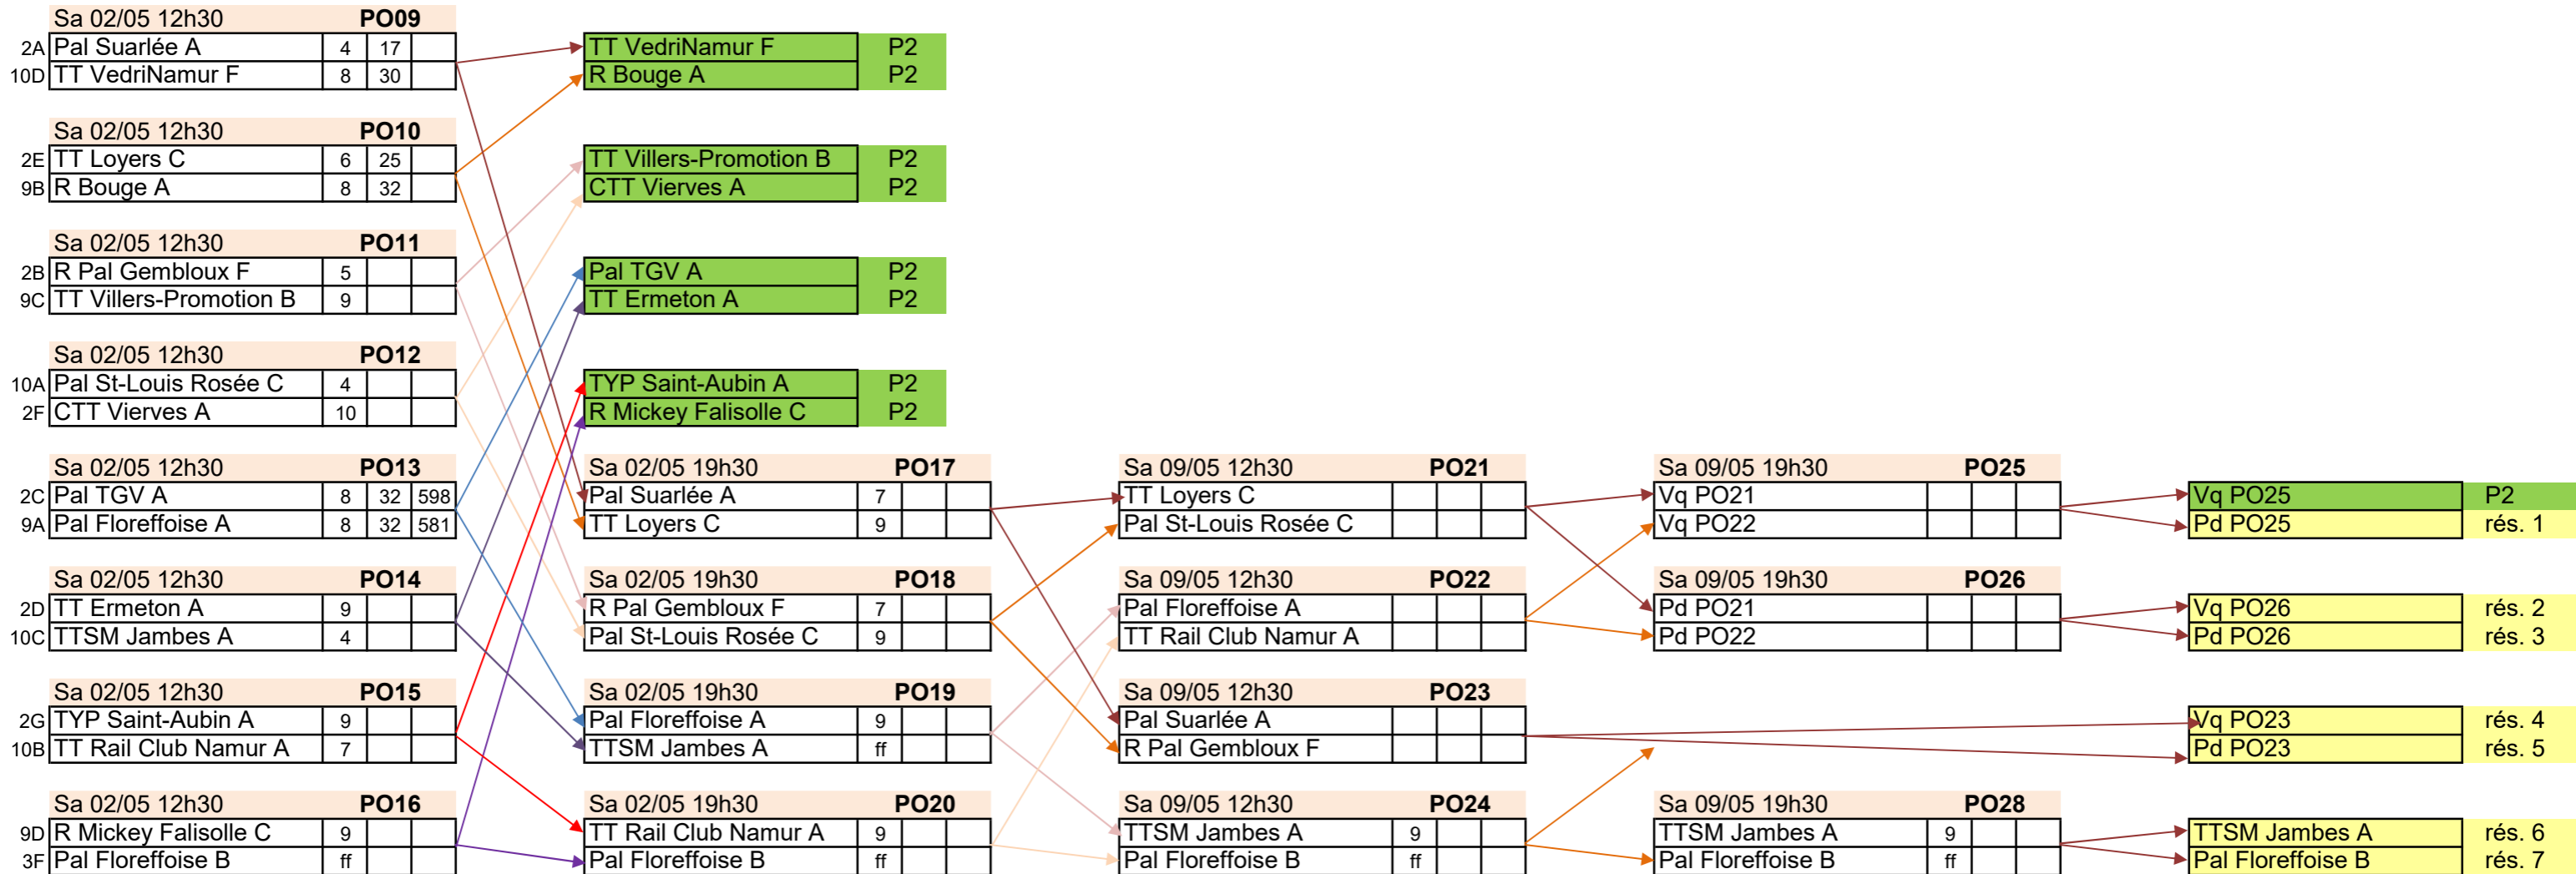 Sa 02/05 12h30 PO09
2A Pal Suarlée A 4 17 TT VedriNamur F P2
10D TT VedriNamur F 8 30 R Bouge A P2
Sa 02/05 12h30 PO10
2E TT Loyers C 6 25 TT Villers-Promotion B P2
9B R Bouge A 8 32 CTT Vierves A P2
Sa 02/05 12h30 PO11
2B R Pal Gembloux F 5 Pal TGV A P2
9C TT Villers-Promotion B 9 TT Ermeton A P2
Sa 02/05 12h30 PO12
10A Pal St-Louis Rosée C 4 TYP Saint-Aubin A P2
2F CTT Vierves A 10 R Mickey Falisolle C P2
Sa 02/05 12h30 PO13 Sa 02/05 19h30 PO17 Sa 09/05 12h30 PO21 Sa 09/05 19h30 PO25
2C Pal TGV A 8 32 598 Pal Suarlée A 7 TT Loyers C Vq PO21 Vq PO25 P2
9A Pal Floreffoise A 8 32 581 TT Loyers C 9 Pal St-Louis Rosée C Vq PO22 Pd PO25 rés. 1
Sa 02/05 12h30 PO14 Sa 02/05 19h30 PO18 Sa 09/05 12h30 PO22 Sa 09/05 19h30 PO26
2D TT Ermeton A 9 R Pal Gembloux F 7 Pal Floreffoise A Pd PO21 Vq PO26 rés. 2
10C TTSM Jambes A 4 Pal St-Louis Rosée C 9 TT Rail Club Namur A Pd PO22 Pd PO26 rés. 3
Sa 02/05 12h30 PO15 Sa 02/05 19h30 PO19 Sa 09/05 12h30 PO23
2G TYP Saint-Aubin A 9 Pal Floreffoise A 9 Pal Suarlée A Vq PO23 rés. 4
10B TT Rail Club Namur A 7 TTSM Jambes A ff R Pal Gembloux F Pd PO23 rés. 5
Sa 02/05 12h30 PO16 Sa 02/05 19h30 PO20 Sa 09/05 12h30 PO24 Sa 09/05 19h30 PO28
9D R Mickey Falisolle C 9 TT Rail Club Namur A 9 TTSM Jambes A 9 TTSM Jambes A 9 TTSM Jambes A rés. 6
3F Pal Floreffoise B ff Pal Floreffoise B ff Pal Floreffoise B ff Pal Floreffoise B ff Pal Floreffoise B rés. 7